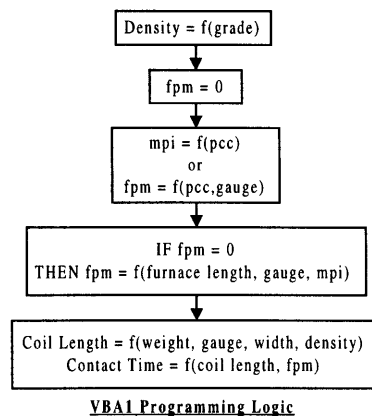 Density = f(grade)
fpm = 0
mpi = f(pcc)
or
fpm = f(pcc,gauge)
IF fpm = 0
THEN fpm = f(furnace length, gauge, mpi)
Coil Length = f(weight, gauge, width, density)
Contact Time = f(coil length, fpm)
VBA1 Programming Logic